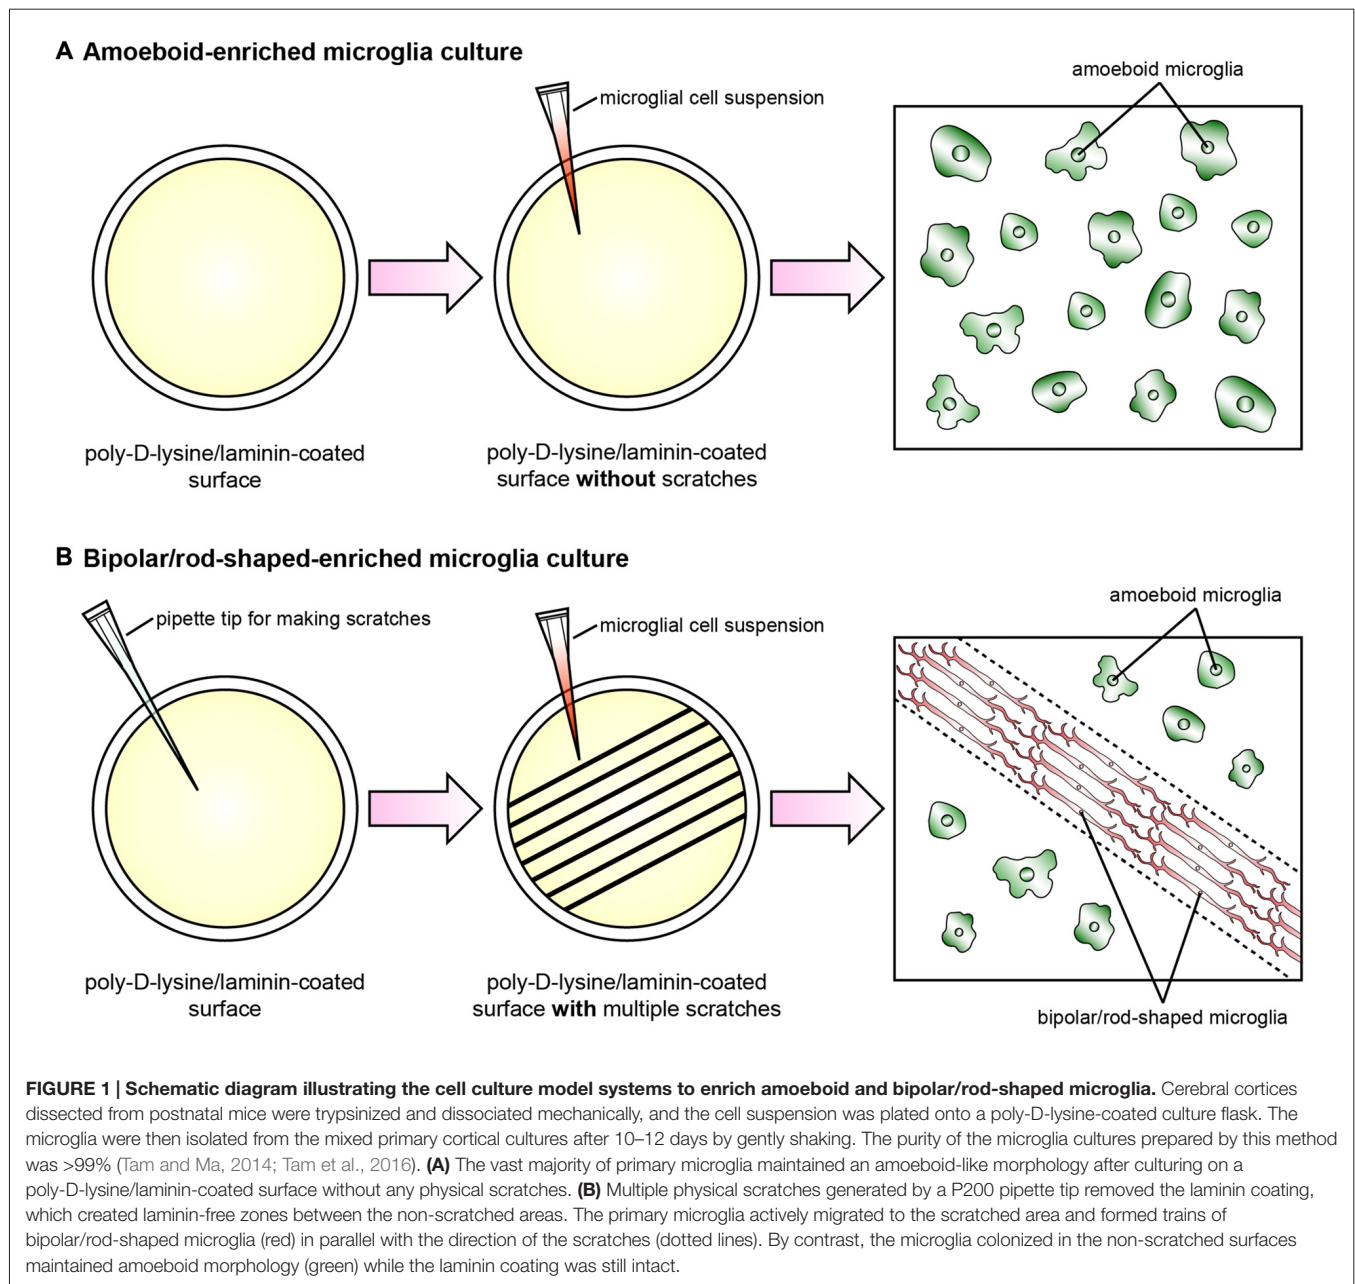 A Amoeboid-enriched microglia culture
amoeboid microglia
microglial cell suspension
poly-D-lysine/laminin-coated
surface
poly-D-lysine/laminin-coated
surface without scratches
B Bipolar/rod-shaped-enriched microglia culture
amoeboid microglia
pipette tip for making scratches
microglial cell suspension
poly-D-lysine/laminin-coated
surface
poly-D-lysine/laminin-coated
surface with multiple scratches
bipolar/rod-shaped microglia
FIGURE 1 | Schematic diagram illustrating the cell culture model systems to enrich amoeboid and bipolar/rod-shaped microglia. Cerebral cortices
dissected from postnatal mice were trypsinized and dissociated mechanically, and the cell suspension was plated onto a poly-D-lysine-coated culture flask. The
microglia were then isolated from the mixed primary cortical cultures after 10–12 days by gently shaking. The purity of the microglia cultures prepared by this method
was >99% (Tam and Ma, 2014; Tam et al., 2016). (A) The vast majority of primary microglia maintained an amoeboid-like morphology after culturing on a
poly-D-lysine/laminin-coated surface without any physical scratches. (B) Multiple physical scratches generated by a P200 pipette tip removed the laminin coating,
which created laminin-free zones between the non-scratched areas. The primary microglia actively migrated to the scratched area and formed trains of
bipolar/rod-shaped microglia (red) in parallel with the direction of the scratches (dotted lines). By contrast, the microglia colonized in the non-scratched surfaces
maintained amoeboid morphology (green) while the laminin coating was still intact.